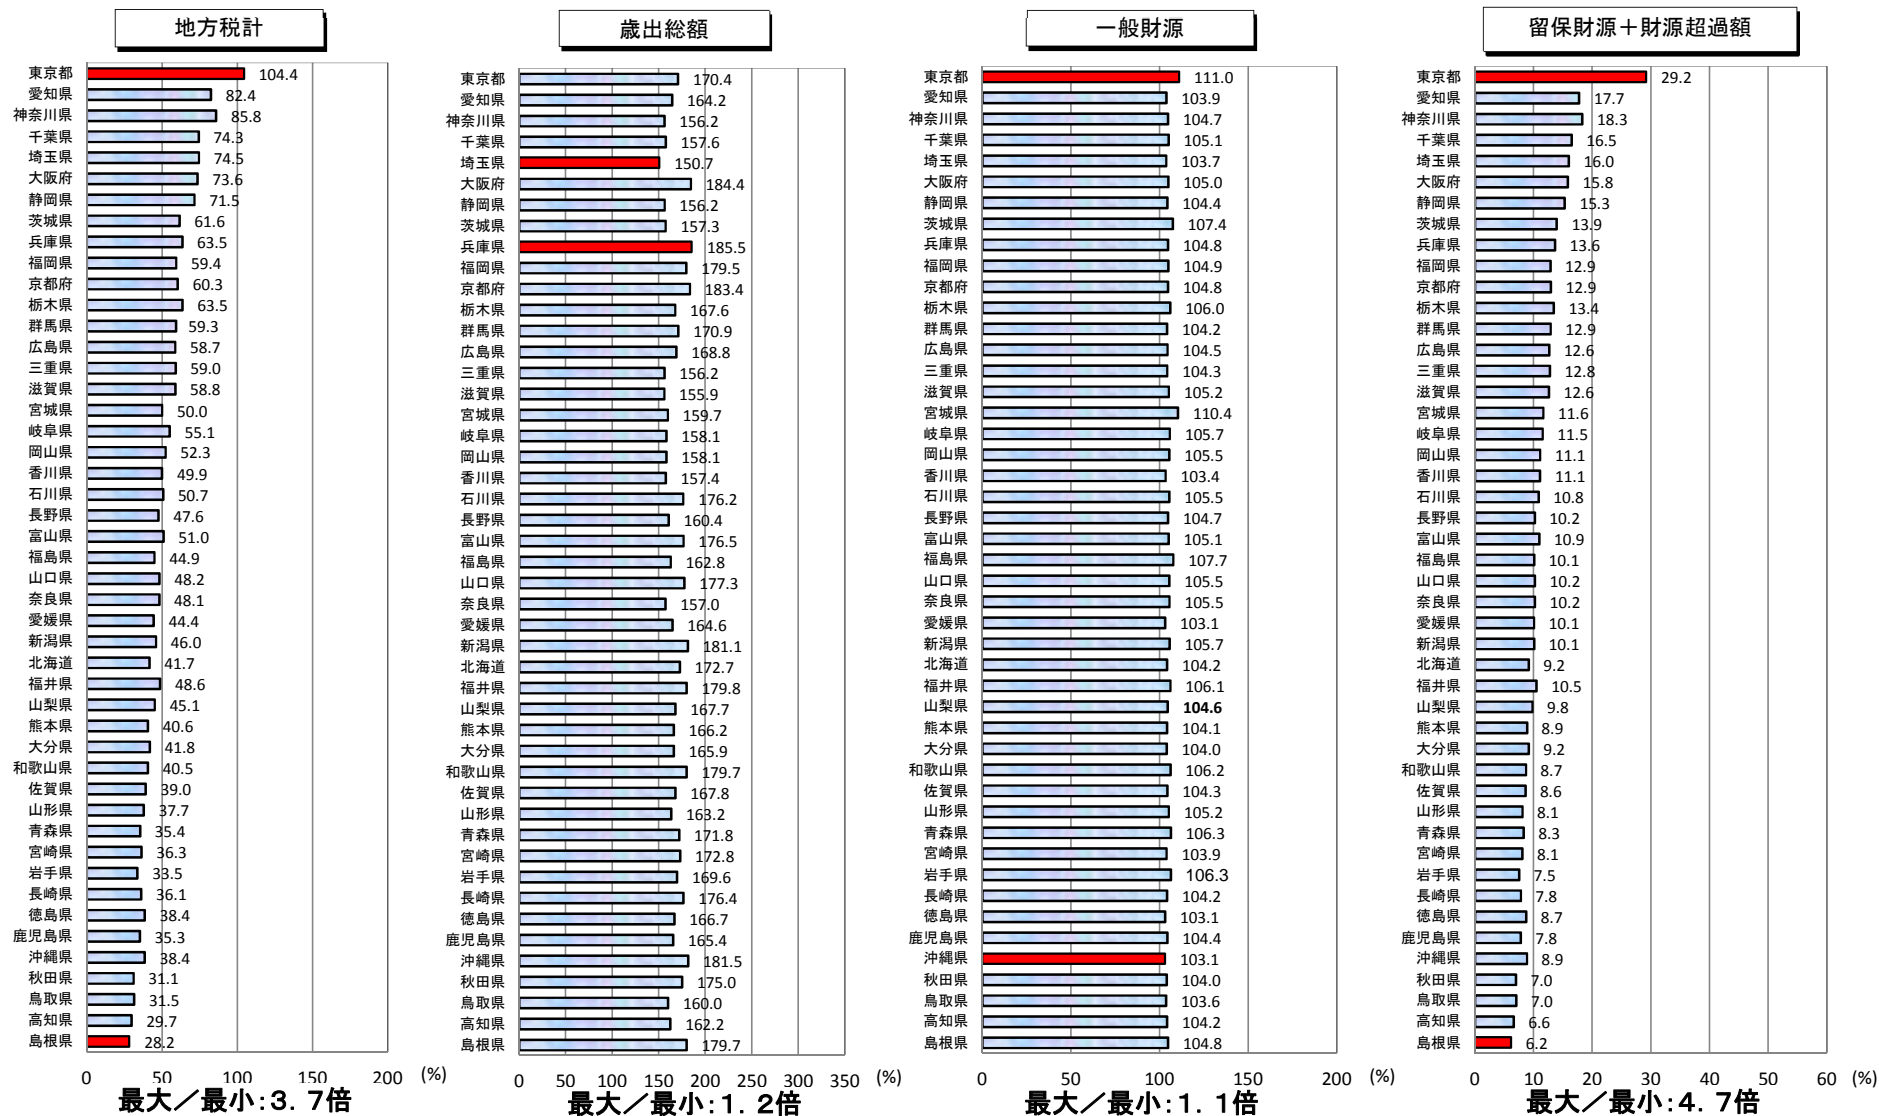 地方税計
東京都 104.4
愛知県 82.4
神奈川県 85.8
千葉県 74.3
埼玉県 74.5
大阪府 73.6
静岡県 71.5
茨城県 61.6
兵庫県 63.5
福岡県 59.4
京都府 60.3
栃木県 63.5
群馬県 59.3
広島県 58.7
三重県 59.0
滋賀県 58.8
宮城県 50.0
岐阜県 55.1
岡山県 52.3
香川県 49.9
石川県 50.7
長野県 47.6
富山県 51.0
福島県 44.9
山口県 48.2
奈良県 48.1
愛媛県 44.4
新潟県 46.0
北海道 41.7
福井県 48.6
山梨県 45.1
熊本県 40.6
大分県 41.8
和歌山県 40.5
佐賀県 39.0
山形県 37.7
青森県 35.4
宮崎県 36.3
岩手県 33.5
長崎県 36.1
徳島県 38.4
鹿児島県 35.3
沖縄県 38.4
秋田県 31.1
鳥取県 31.5
高知県 29.7
島根県 28.2
0 50 100 150 200 (%)
最大／最小：３．７倍
歳出総額
東京都 170.4
愛知県 164.2
神奈川県 156.2
千葉県 157.6
埼玉県 150.7
大阪府 184.4
静岡県 156.2
茨城県 157.3
兵庫県 185.5
福岡県 179.5
京都府 183.4
栃木県 167.6
群馬県 170.9
広島県 168.8
三重県 156.2
滋賀県 155.9
宮城県 159.7
岐阜県 158.1
岡山県 158.1
香川県 157.4
石川県 176.2
長野県 160.4
富山県 176.5
福島県 162.8
山口県 177.3
奈良県 157.0
愛媛県 164.6
新潟県 181.1
北海道 172.7
福井県 179.8
山梨県 167.7
熊本県 166.2
大分県 165.9
和歌山県 179.7
佐賀県 167.8
山形県 163.2
青森県 171.8
宮崎県 172.8
岩手県 169.6
長崎県 176.4
徳島県 166.7
鹿児島県 165.4
沖縄県 181.5
秋田県 175.0
鳥取県 160.0
高知県 162.2
島根県 179.7
0 50 100 150 200 250 300 350 (%)
最大／最小：１．２倍
一般財源
東京都 111.0
愛知県 103.9
神奈川県 104.7
千葉県 105.1
埼玉県 103.7
大阪府 105.0
静岡県 104.4
茨城県 107.4
兵庫県 104.8
福岡県 104.9
京都府 104.8
栃木県 106.0
群馬県 104.2
広島県 104.5
三重県 104.3
滋賀県 105.2
宮城県 110.4
岐阜県 105.7
岡山県 105.5
香川県 103.4
石川県 105.5
長野県 104.7
富山県 105.1
福島県 107.7
山口県 105.5
奈良県 105.5
愛媛県 103.1
新潟県 105.7
北海道 104.2
福井県 106.1
山梨県 104.6
熊本県 104.1
大分県 104.0
和歌山県 106.2
佐賀県 104.3
山形県 105.2
青森県 106.3
宮崎県 103.9
岩手県 106.3
長崎県 104.2
徳島県 103.1
鹿児島県 104.4
沖縄県 103.1
秋田県 104.0
鳥取県 103.6
高知県 104.2
島根県 104.8
0 50 100 150 200 (%)
最大／最小：１．１倍
留保財源＋財源超過額
東京都 29.2
愛知県 17.7
神奈川県 18.3
千葉県 16.5
埼玉県 16.0
大阪府 15.8
静岡県 15.3
茨城県 13.9
兵庫県 13.6
福岡県 12.9
京都府 12.9
栃木県 13.4
群馬県 12.9
広島県 12.6
三重県 12.8
滋賀県 12.6
宮城県 11.6
岐阜県 11.5
岡山県 11.1
香川県 11.1
石川県 10.8
長野県 10.2
富山県 10.9
福島県 10.1
山口県 10.2
奈良県 10.2
愛媛県 10.1
新潟県 10.1
北海道 9.2
福井県 10.5
山梨県 9.8
熊本県 8.9
大分県 9.2
和歌山県 8.7
佐賀県 8.6
山形県 8.1
青森県 8.3
宮崎県 8.1
岩手県 7.5
長崎県 7.8
徳島県 8.7
鹿児島県 7.8
沖縄県 8.9
秋田県 7.0
鳥取県 7.0
高知県 6.6
島根県 6.2
0 10 20 30 40 50 60 (%)
最大／最小：４．７倍